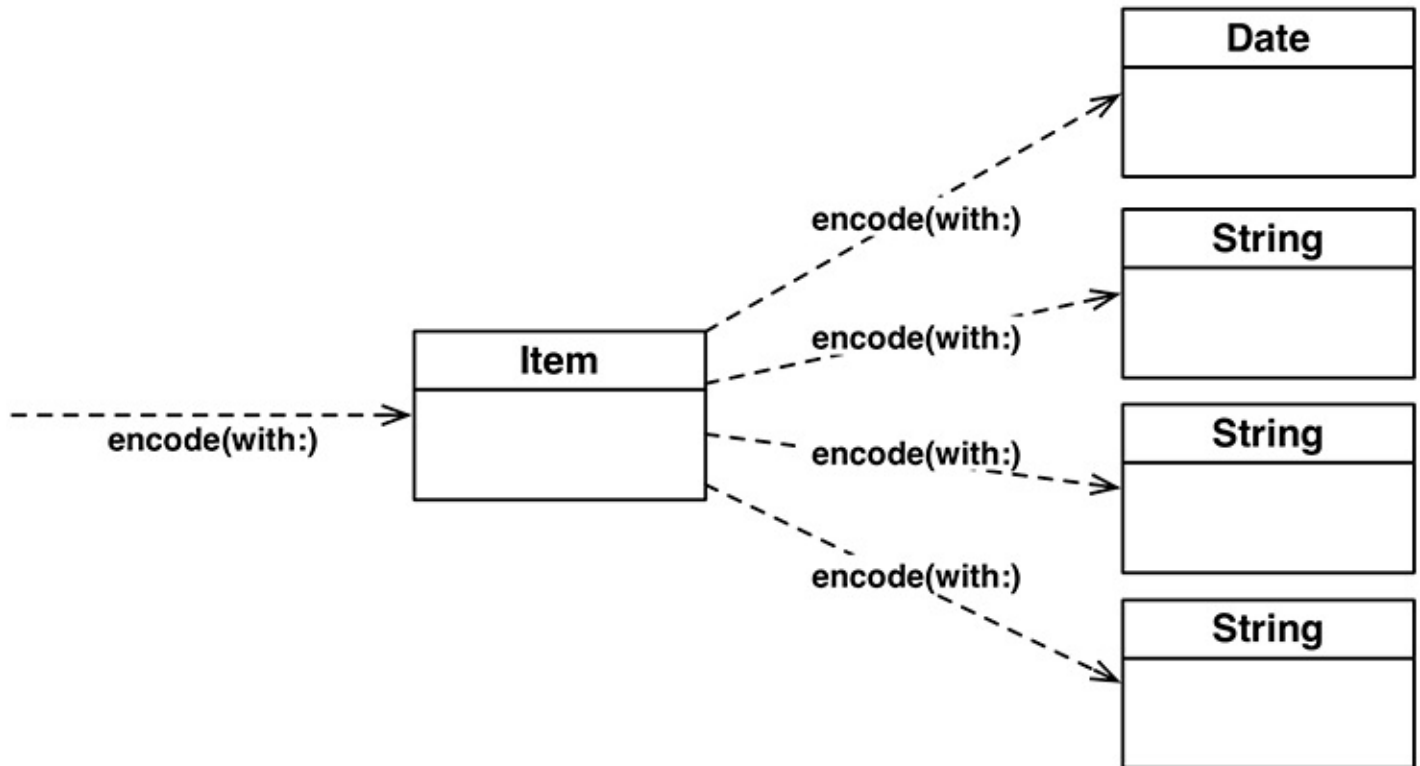 Date
encode(with:)
String
encode(with:)
Item
encode(with:)
String
encode(with:)
encode(with:)
String